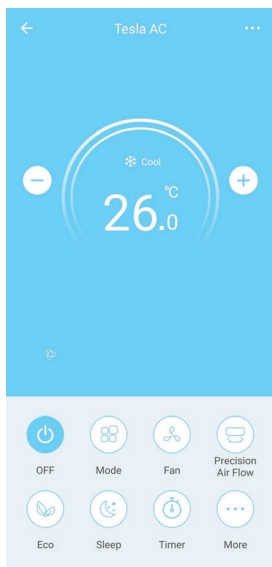 Tesla AC
Cool
26.0 °C
OFF
Mode
Fan
Precision
Air Flow
Eco
Sleep
Timer
More